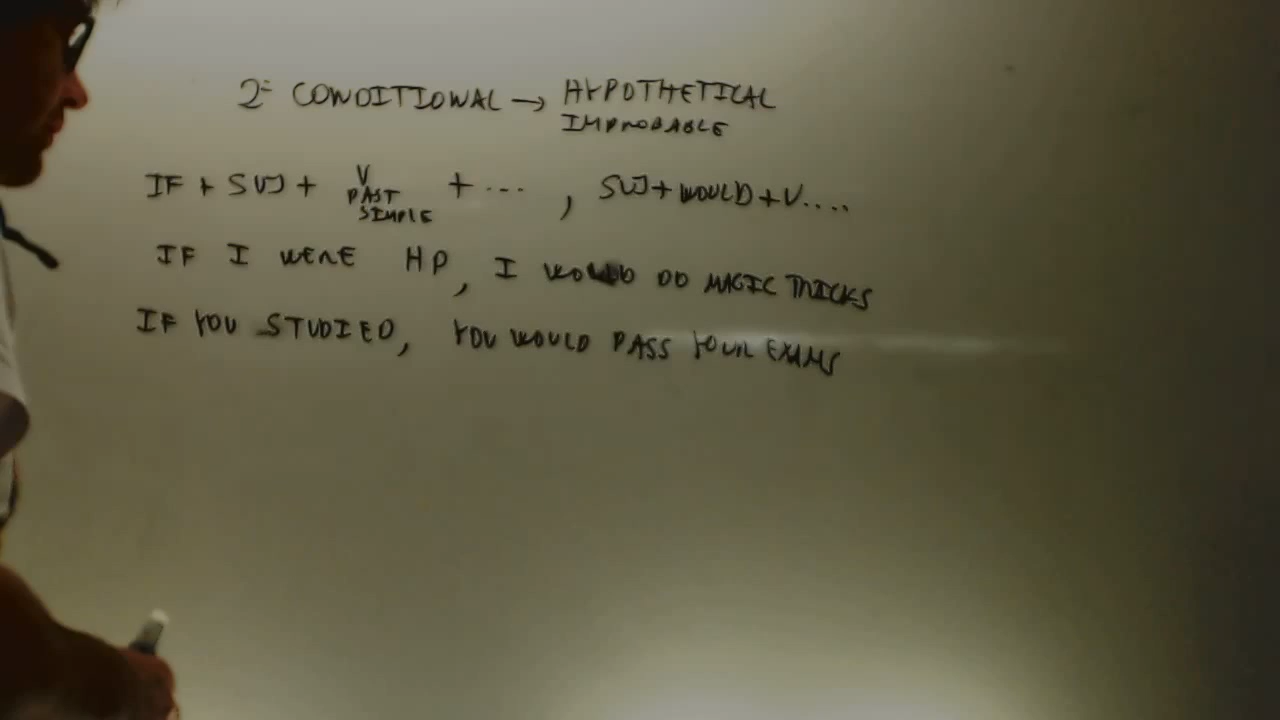 2º CONDITIONAL → HYPOTHETICAL
IMPROBABLE
IF + SUJ + V PAST SIMPLE + ... , SUJ + WOULD + V....
IF I WERE HP, I WOULD DO MAGIC TRICKS
IF YOU STUDIED, YOU WOULD PASS YOUR EXAMS